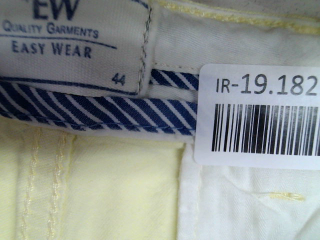 EW
QUALITY GARMENTS
EASY WEAR
44
IR-19.182